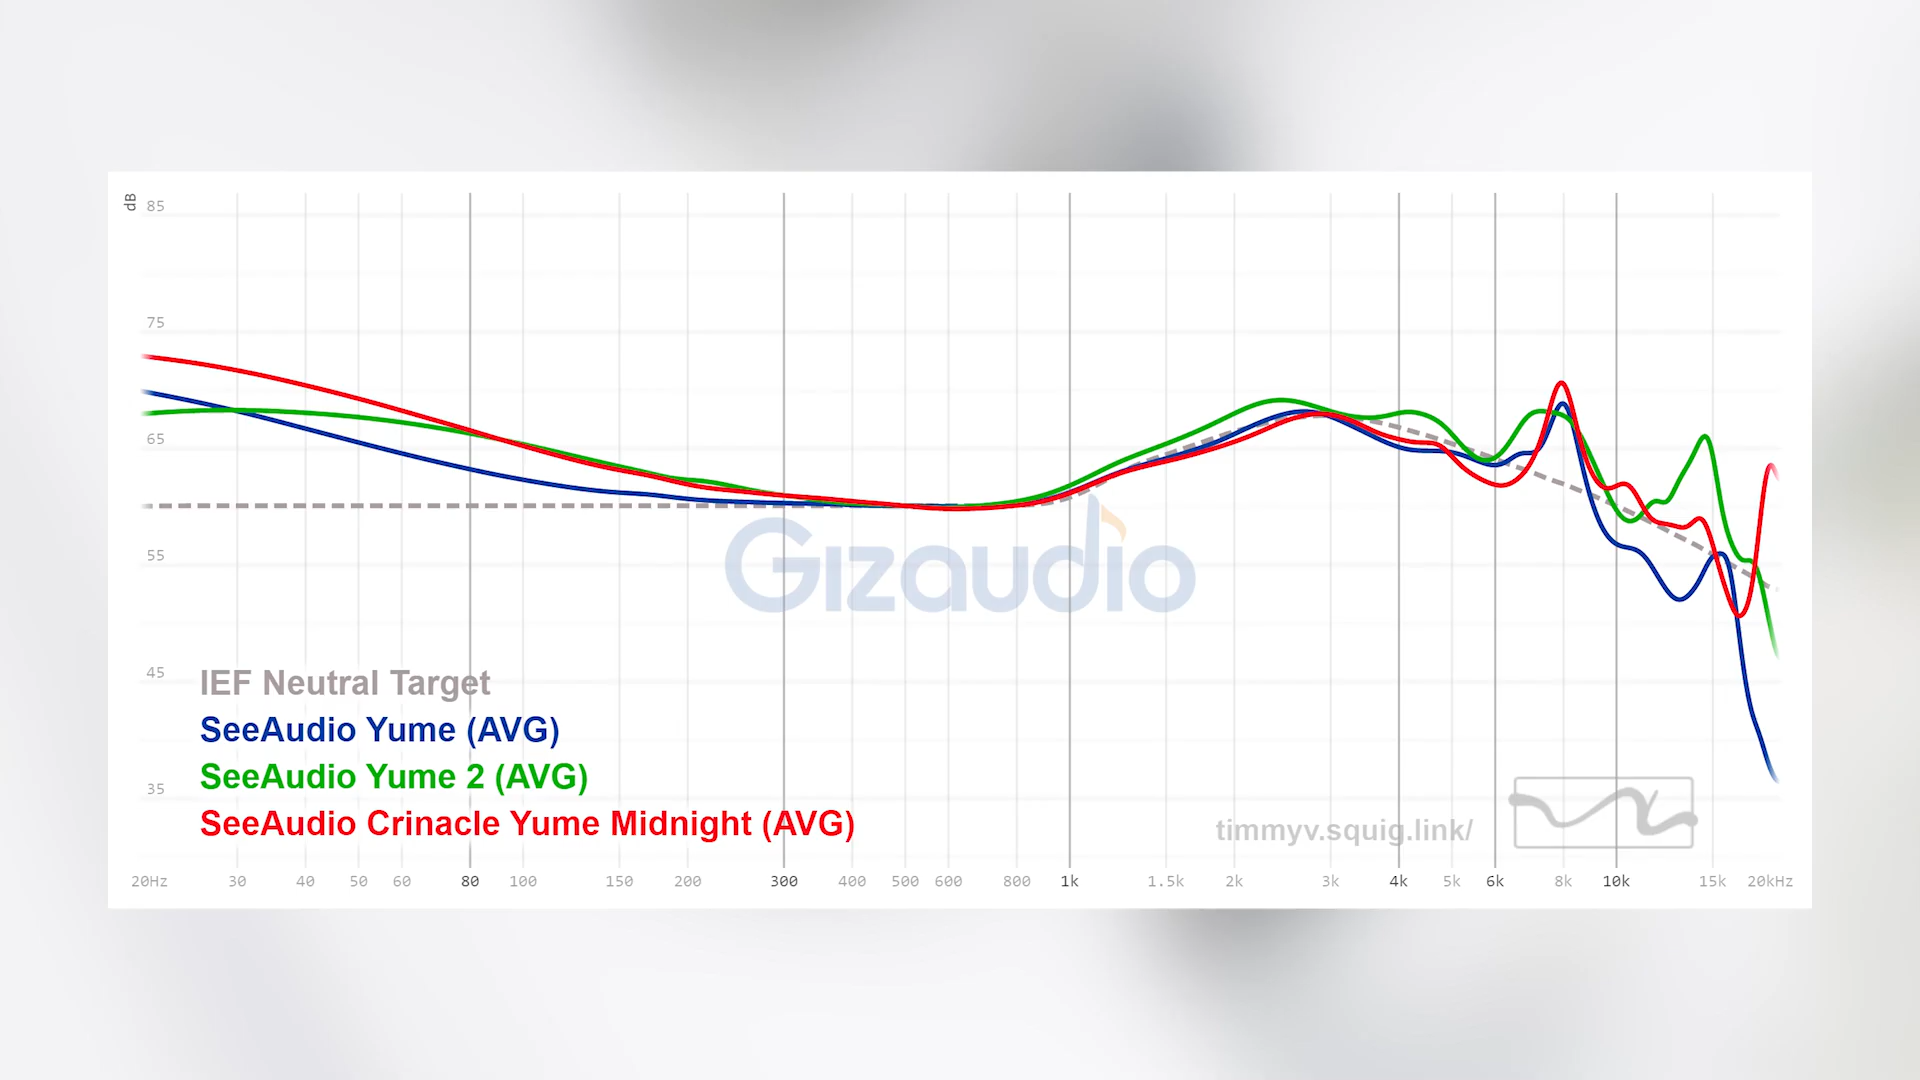 dB
85
75
65
55
45
35
Gizaudio
IEF Neutral Target
SeeAudio Yume (AVG)
SeeAudio Yume 2 (AVG)
SeeAudio Crinacle Yume Midnight (AVG)
timmyv.squig.link/
20Hz 30 40 50 60 80 100 150 200 300 400 500 600 800 1k 1.5k 2k 3k 4k 5k 6k 8k 10k 15k 20kHz